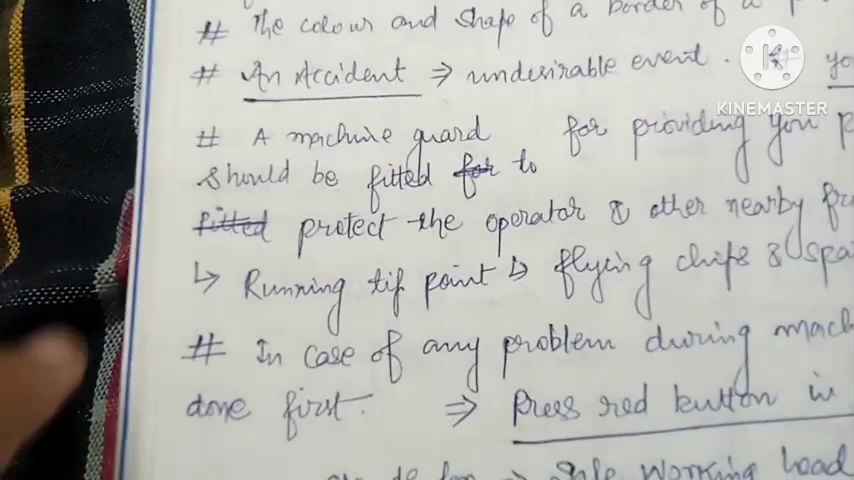 # The colour and shape of a border of a
# An Accident ⇒ undesirable event. # yo
KINEMASTER
# A machine guard for providing you p
should be fitted for to
fitted protect the operator & other nearby fr
↳ Running tip point ↳ flying chips & spa
# In case of any problem during mach
done first. ⇒ Press red button in
Safe Working Load